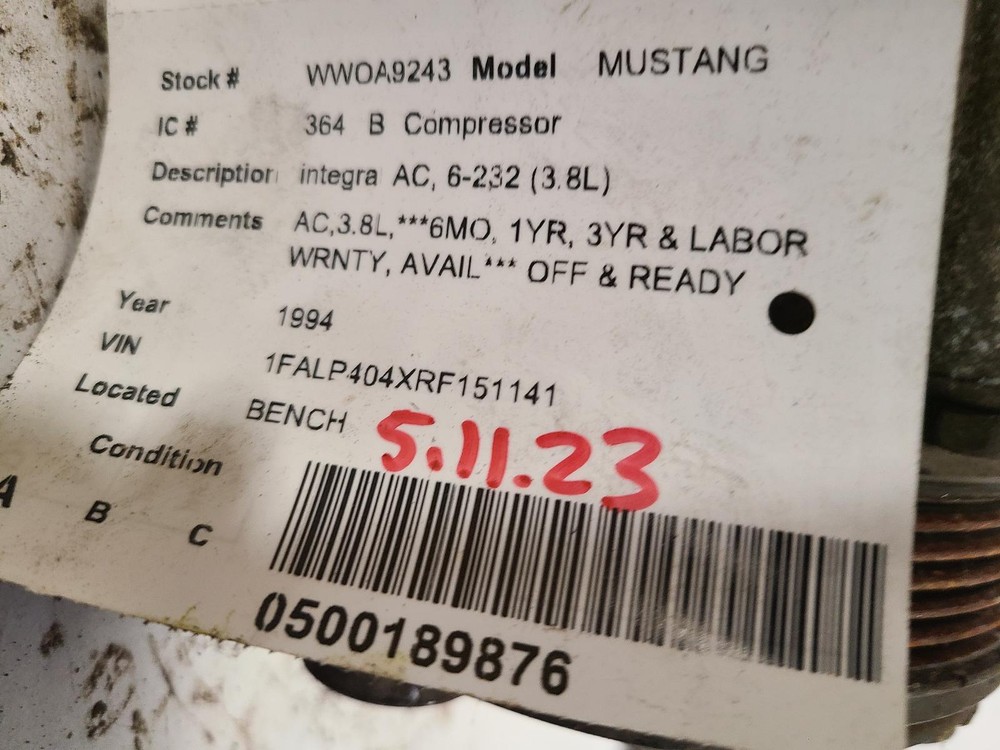 Stock # WWOA9243 Model MUSTANG
IC # 364 B Compressor
Description integra AC, 6-232 (3.8L)
Comments AC,3.8L,***6MO, 1YR, 3YR & LABOR
WRNTY, AVAIL*** OFF & READY
Year 1994
VIN 1FALP404XRF151141
Located BENCH
5.11.23
Condition
A B C
0500189876